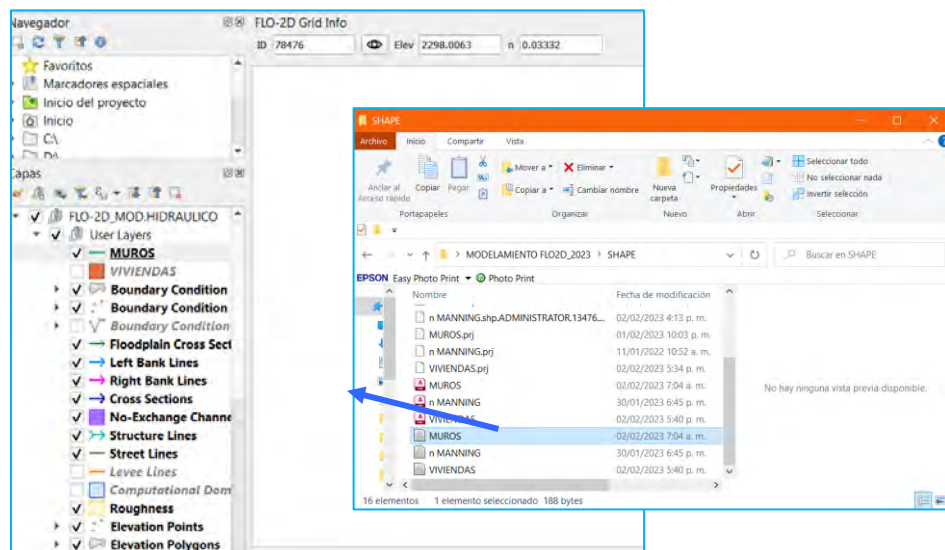 Navegador
FLO-2D Grid Info
ID 78476 Elev 2298.0063 n 0.03332
Favoritos
Marcadores espaciales
Inicio del proyecto
Inicio
C:\
D:\
Capas
FLO-2D_MOD.HIDRAULICO
User Layers
MUROS
VIVIENDAS
Boundary Condition
Boundary Condition
Boundary Condition
Floodplain Cross Sect
Left Bank Lines
Right Bank Lines
Cross Sections
No-Exchange Channe
Structure Lines
Street Lines
Levee Lines
Computational Dom
Roughness
Elevation Points
Elevation Polygons
SHAPE
Archivo Inicio Compartir Vista
Anclar al Acceso rápido
Copiar Pegar
Mover a Eliminar
Copiar a Cambiar nombre
Nueva carpeta
Propiedades
Seleccionar todo
No seleccionar nada
Invertir selección
Portapapeles Organizar Nuevo Abrir Seleccionar
MODELAMIENTO FLO2D_2023 > SHAPE
Buscar en SHAPE
EPSON Easy Photo Print Photo Print
Nombre Fecha de modificación
n MANNING.shp.ADMINISTRATOR.13476... 02/02/2023 4:13 p. m.
MUROS.prj 01/02/2023 10:03 p. m.
n MANNING.prj 11/01/2022 10:52 a. m.
VIVIENDAS.prj 02/02/2023 5:34 p. m.
MUROS 02/02/2023 7:04 a. m.
n MANNING 30/01/2023 6:45 p. m.
VIVIENDAS 02/02/2023 5:40 p. m.
MUROS 02/02/2023 7:04 a. m.
n MANNING 30/01/2023 6:45 p. m.
VIVIENDAS 02/02/2023 5:40 p. m.
No hay ninguna vista previa disponible.
16 elementos 1 elemento seleccionado 188 bytes